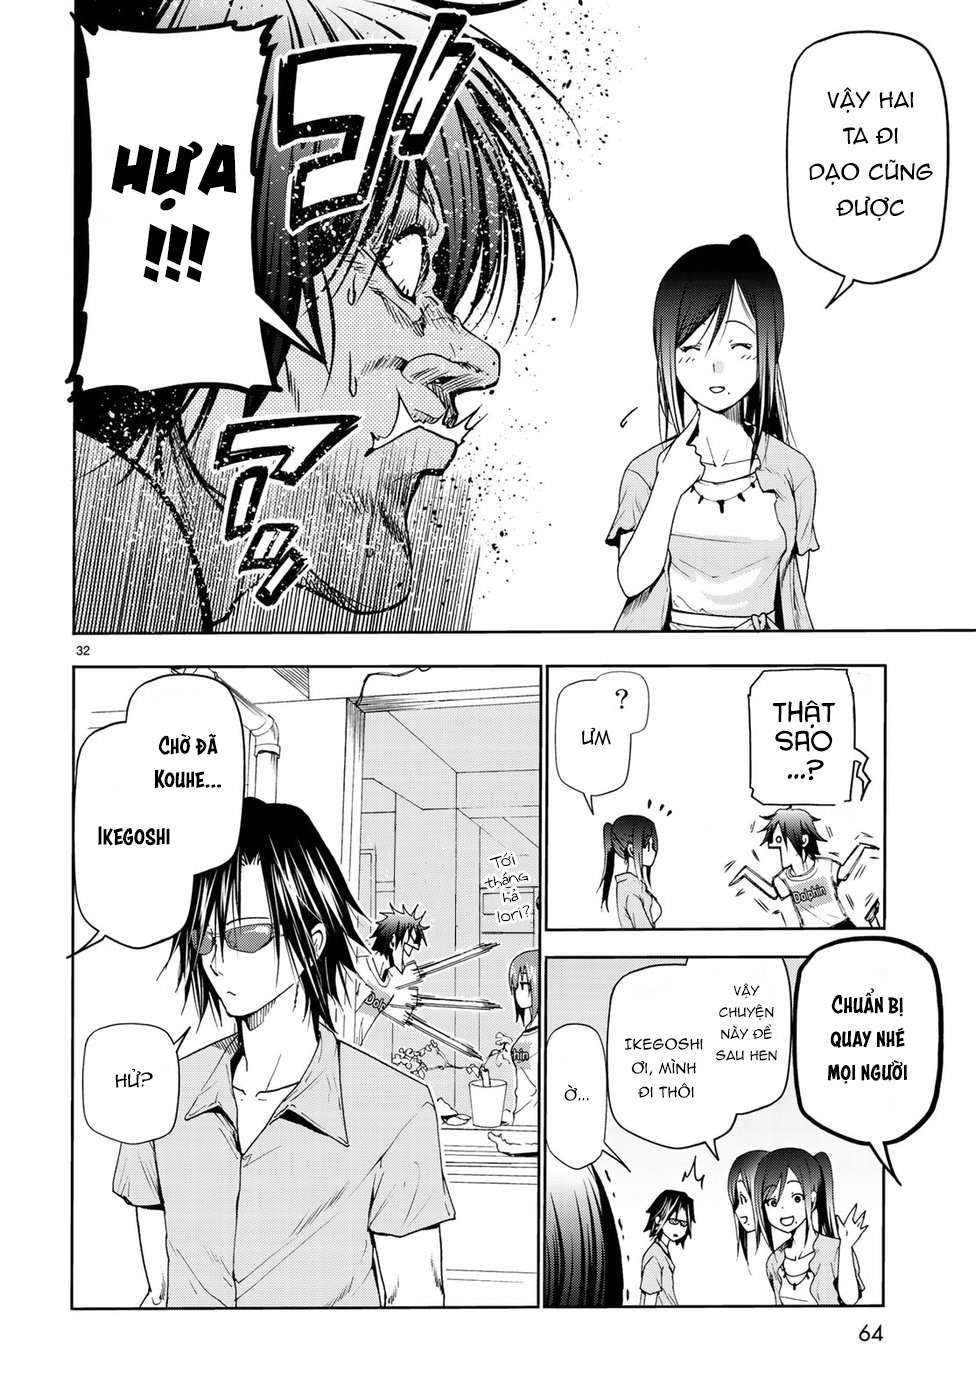 VẬY HAI
TA ĐI
DẠO CŨNG
ĐƯỢC
HỰA
!!!
32
THẬT
SAO
...?
Dolphin
?
ƯM
CHUẨN BỊ
QUAY NHÉ
MỌI NGƯỜI
VẬY
CHUYỆN
NÀY ĐỂ
SAU HEN
IKEGOSHI
ƠI, MÌNH
ĐI THÔI
Ờ...
CHỜ ĐÃ
KOUHE...
IKEGOSHI
TỚI
THÁNG
HẢ
IORI?
Dolphin
HỬ?
64